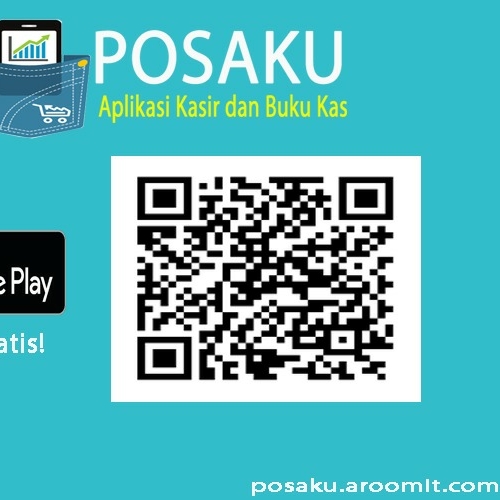 POSAKU
Aplikasi Kasir dan Buku Kas
e Play
atis!
posaku.aroomlt.com